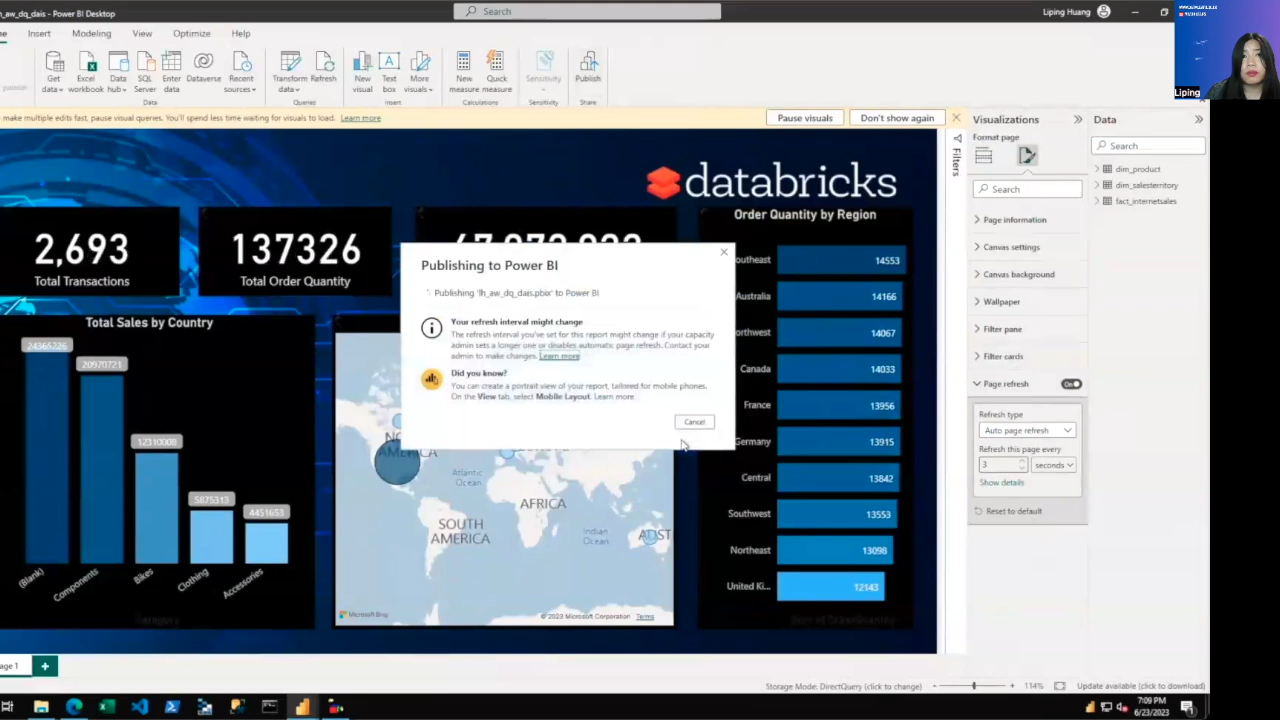 h_aw_dq_dais - Power BI Desktop
Search
Liping Huang
Insert
Modeling
View
Optimize
Help
Get data
Excel workbook
Data hub
SQL Server
Enter data
Dataverse
Recent sources
Transform data
Refresh
New visual
Text box
More visuals
New measure
Quick measure
Sensitivity
Publish
Data
Queries
Insert
Calculations
Sensitivity
Share
Liping
make multiple edits fast, pause visual queries. You'll spend less time waiting for visuals to load.
Learn more
Pause visuals
Don't show again
databricks
2,693
Total Transactions
137326
Total Order Quantity
Total Sales by Country
24365226
20970721
12310008
5875313
4451653
(Blank)
Components
Bikes
Clothing
Accessories
Category
Publishing to Power BI
Publishing 'lh_aw_dq_dais.pbix' to Power BI
Your refresh interval might change
The refresh interval you've set for this report might change if your capacity
admin sets a longer one or disables automatic page refresh. Contact your
admin to make changes. Learn more
Did you know?
You can create a portrait view of your report, tailored for mobile phones.
On the View tab, select Mobile Layout. Learn more
Cancel
AMERICA
Atlantic
Ocean
AFRICA
SOUTH
AMERICA
Indian
Ocean
AUST
Microsoft Bing
© 2023 Microsoft Corporation
Terms
Order Quantity by Region
outheast
14553
Australia
14166
orthwest
14067
Canada
14033
France
13956
Germany
13915
Central
13842
Southwest
13553
Northeast
13098
United Ki...
12143
Sum of OrderQuantity
Filters
Visualizations
Format page
Search
Page information
Canvas settings
Canvas background
Wallpaper
Filter pane
Filter cards
Page refresh
On
Refresh type
Auto page refresh
Refresh this page every
3
seconds
Show details
Reset to default
Data
Search
dim_product
dim_salesterritory
fact_internetsales
age 1
Storage Mode: DirectQuery (click to change)
114%
Update available (click to download)
7:09 PM
6/23/2023